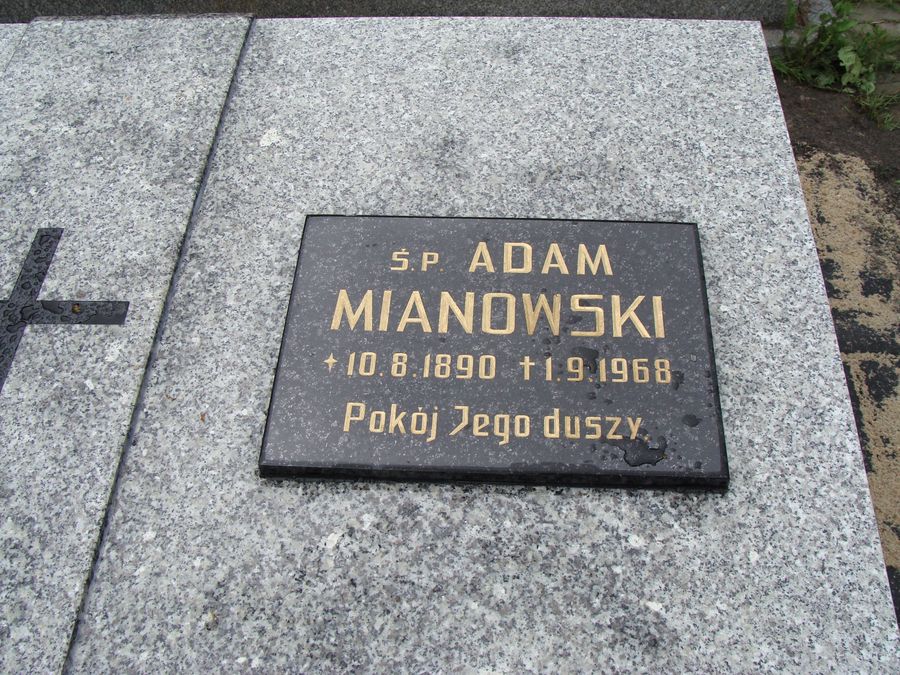 Ś.P. ADAM
MIANOWSKI
✦10.8.1890 †1.9.1968
Pokój Jego duszy